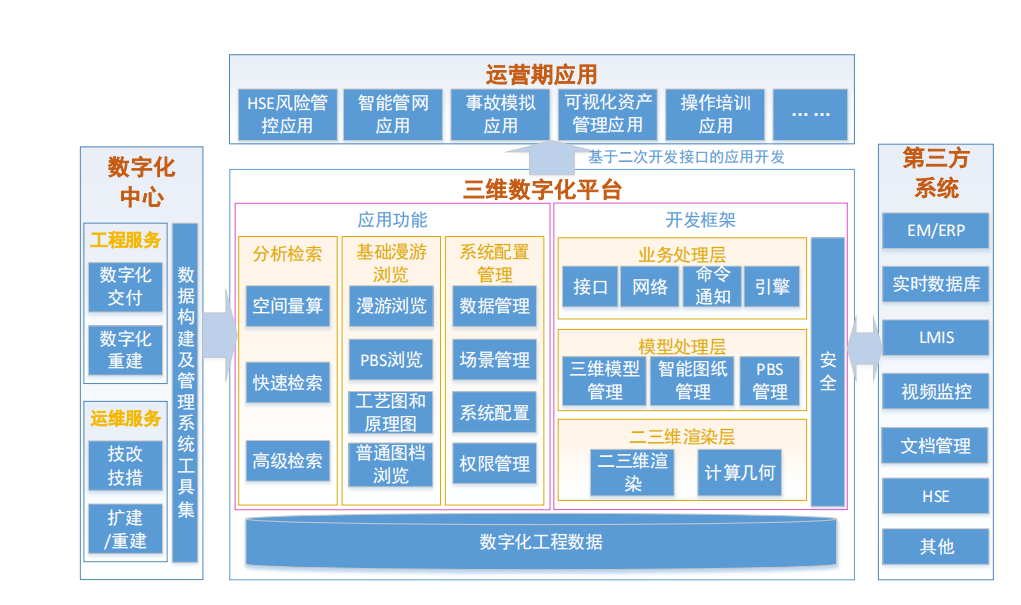 运营期应用
HSE风险管
控应用
智能管网
应用
事故模拟
应用
可视化资产
管理应用
操作培训
应用
... ...
基于二次开发接口的应用开发
数字化
中心
工程服务
数字化
交付
数字化
重建
运维服务
技改
技措
扩建
/重建
数据构建及管理系统工具集
三维数字化平台
应用功能
分析检索
空间量算
快速检索
高级检索
基础漫游
浏览
漫游浏览
PBS浏览
工艺图和
原理图
普通图档
浏览
系统配置
管理
数据管理
场景管理
系统配置
权限管理
开发框架
业务处理层
接口
网络
命令
通知
引擎
模型处理层
三维模型
管理
智能图纸
管理
PBS
管理
二三维渲染层
二三维渲
染
计算几何
安全
数字化工程数据
第三方
系统
EM/ERP
实时数据库
LMIS
视频监控
文档管理
HSE
其他